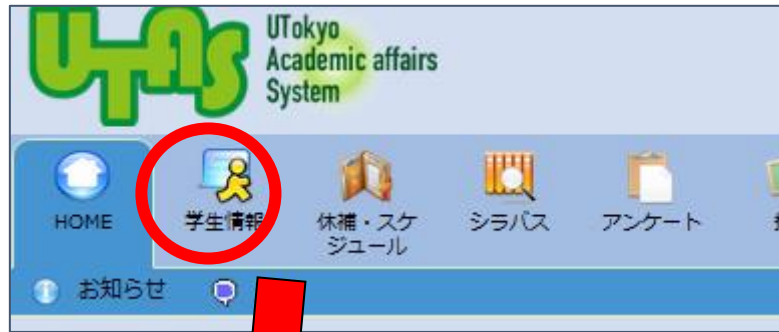 UTAS
UTokyo
Academic affairs
System
HOME
学生情報
休補・スケ
ジュール
シラバス
アンケート
お知らせ